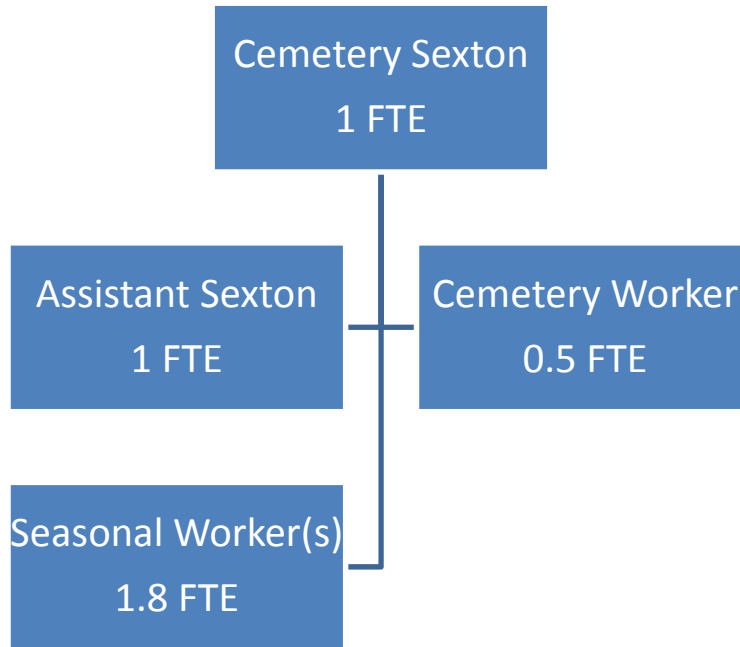 Cemetery Sexton
1 FTE
Assistant Sexton
1 FTE
Cemetery Worker
0.5 FTE
Seasonal Worker(s)
1.8 FTE